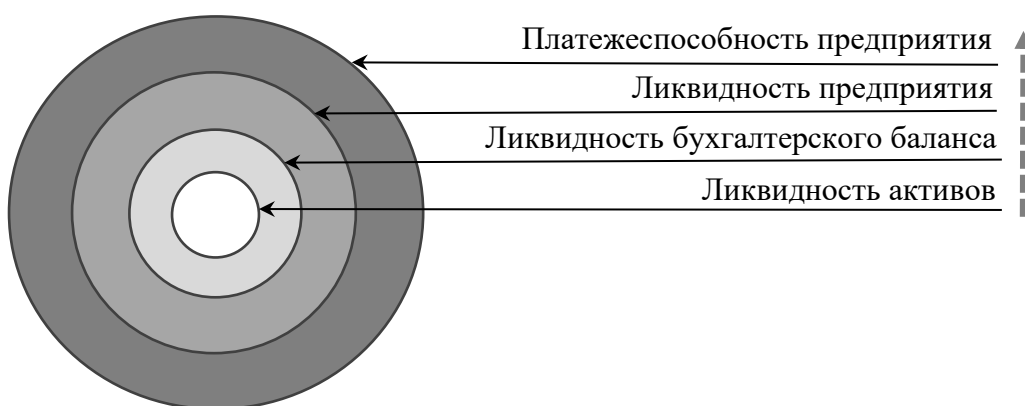 Платежеспособность предприятия
Ликвидность предприятия
Ликвидность бухгалтерского баланса
Ликвидность активов